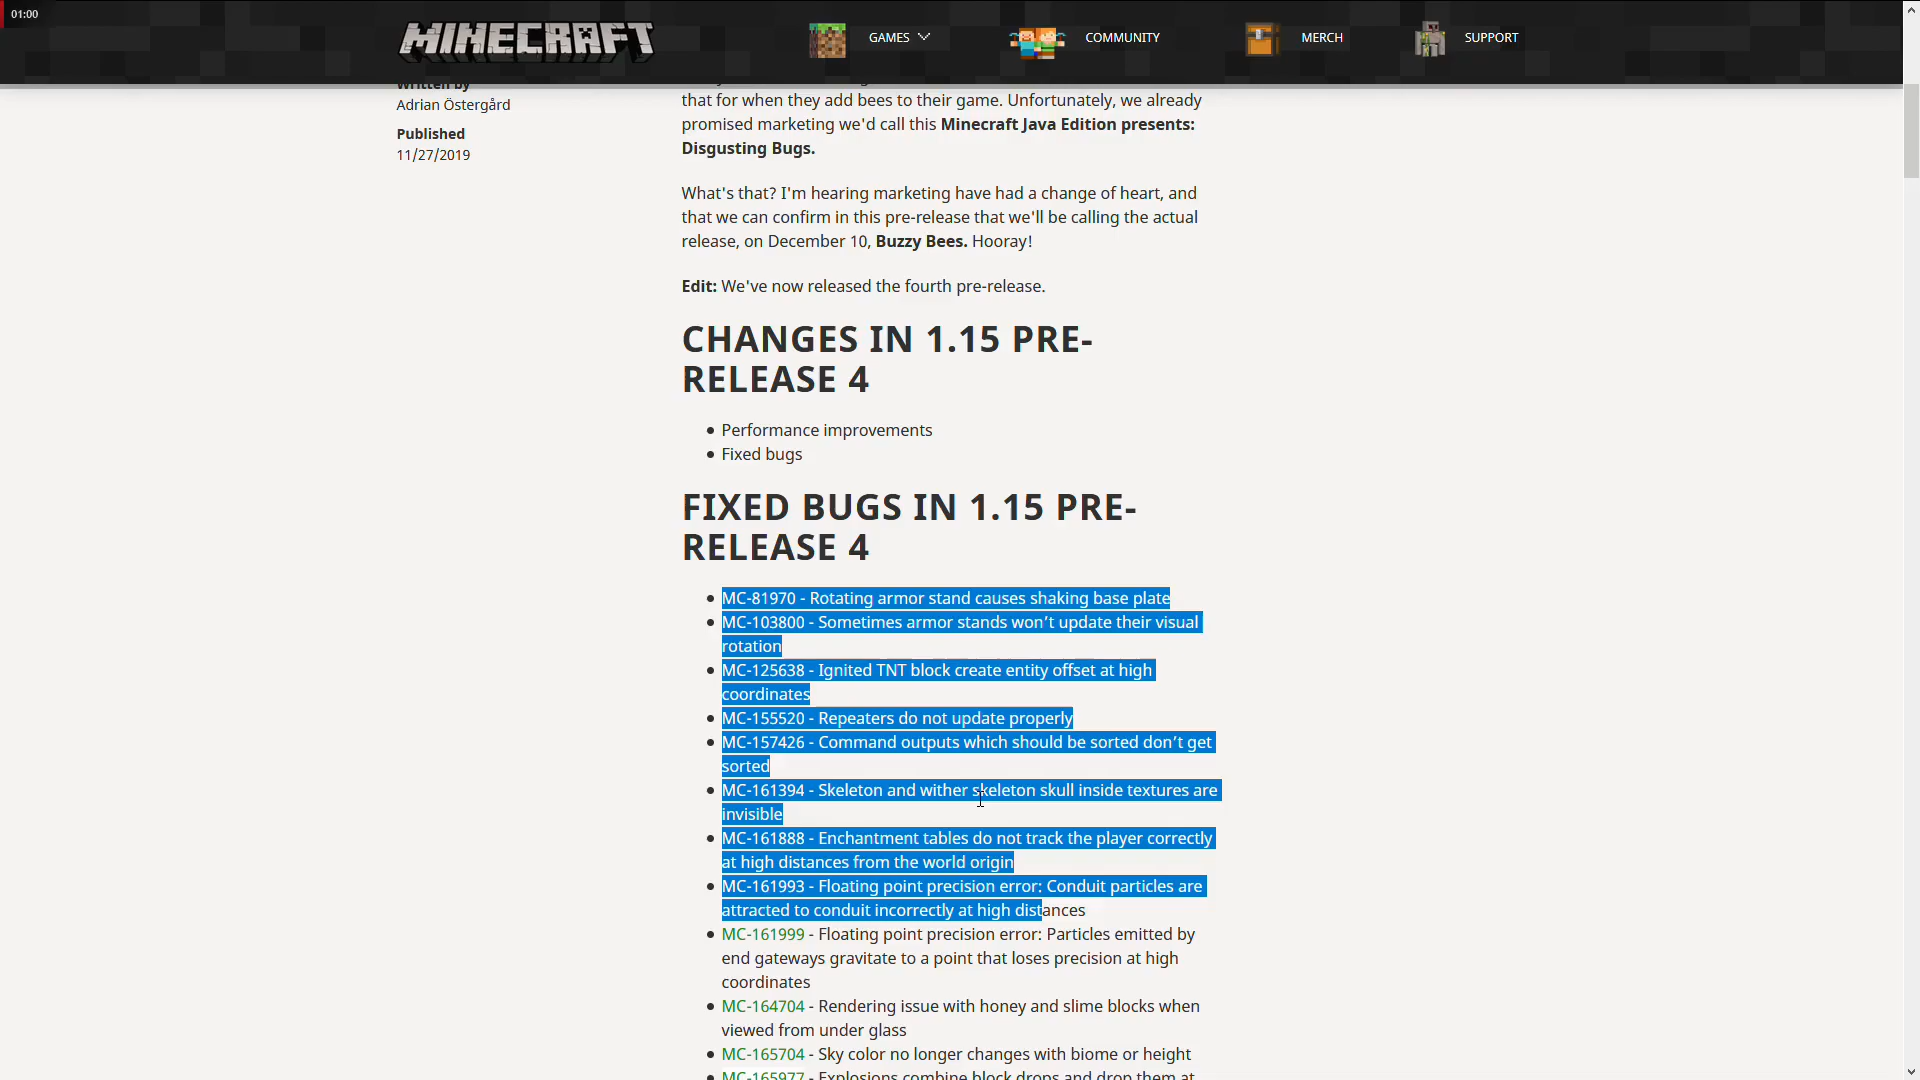 01:00
MINECRAFT
GAMES
COMMUNITY
MERCH
SUPPORT
Written by
Adrian Östergård
Published
11/27/2019
that for when they add bees to their game. Unfortunately, we already
promised marketing we'd call this Minecraft Java Edition presents:
Disgusting Bugs.
What's that? I'm hearing marketing have had a change of heart, and
that we can confirm in this pre-release that we'll be calling the actual
release, on December 10, Buzzy Bees. Hooray!
Edit: We've now released the fourth pre-release.
CHANGES IN 1.15 PRE-
RELEASE 4
Performance improvements
Fixed bugs
FIXED BUGS IN 1.15 PRE-
RELEASE 4
MC-81970 - Rotating armor stand causes shaking base plate
MC-103800 - Sometimes armor stands won’t update their visual
rotation
MC-125638 - Ignited TNT block create entity offset at high
coordinates
MC-155520 - Repeaters do not update properly
MC-157426 - Command outputs which should be sorted don’t get
sorted
MC-161394 - Skeleton and wither skeleton skull inside textures are
invisible
MC-161888 - Enchantment tables do not track the player correctly
at high distances from the world origin
MC-161993 - Floating point precision error: Conduit particles are
attracted to conduit incorrectly at high distances
MC-161999 - Floating point precision error: Particles emitted by
end gateways gravitate to a point that loses precision at high
coordinates
MC-164704 - Rendering issue with honey and slime blocks when
viewed from under glass
MC-165704 - Sky color no longer changes with biome or height
MC-165977 - Explosions combine block drops and drop them at